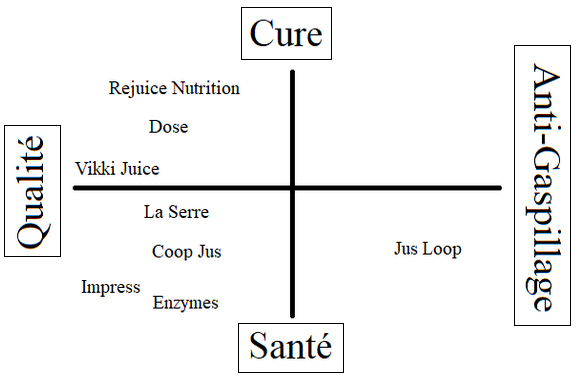 Cure
Rejuice Nutrition
Dose
Vikki Juice
Qualité
Anti-Gaspillage
La Serre
Coop Jus
Jus Loop
Impress
Enzymes
Santé